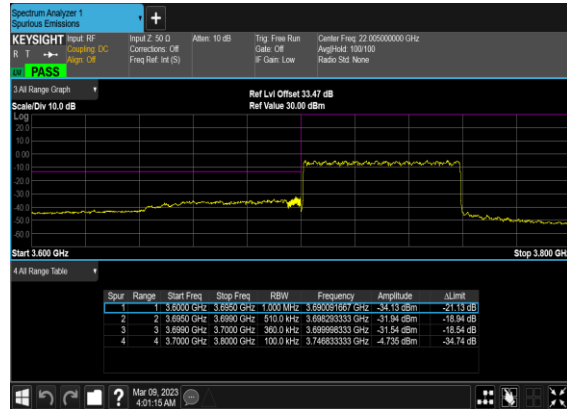 Spectrum Analyzer 1
Spurious Emissions
KEYSIGHT Input: RF Input Z: 50 Ω Atten: 10 dB Trig: Free Run Center Freq: 22.005000000 GHz
R T Coupling: DC Corrections: Off Gate: Off Avg|Hold: 100/100
Align: Off Freq Ref: Int (S) IF Gain: Low Radio Std: None
LW PASS
3 All Range Graph Ref Lvl Offset 33.47 dB
Scale/Div 10.0 dB Ref Value 30.00 dBm
Log
20.0
10.0
0.00
-10.0
-20.0
-30.0
-40.0
-50.0
-60.0
Start 3.600 GHz Stop 3.800 GH
4 All Range Table
Spur Range Start Freq Stop Freq RBW Frequency Amplitude ΔLimit
1 1 3.6000 GHz 3.6950 GHz 1.000 MHz 3.690091667 GHz -34.13 dBm -21.13 dB
2 2 3.6950 GHz 3.6990 GHz 510.0 kHz 3.698293333 GHz -31.94 dBm -18.94 dB
3 3 3.6990 GHz 3.7000 GHz 360.0 kHz 3.699998333 GHz -31.54 dBm -18.54 dB
4 4 3.7000 GHz 3.8000 GHz 100.0 kHz 3.746833333 GHz -4.735 dBm -34.74 dB
Mar 09, 2023
4:01:15 AM